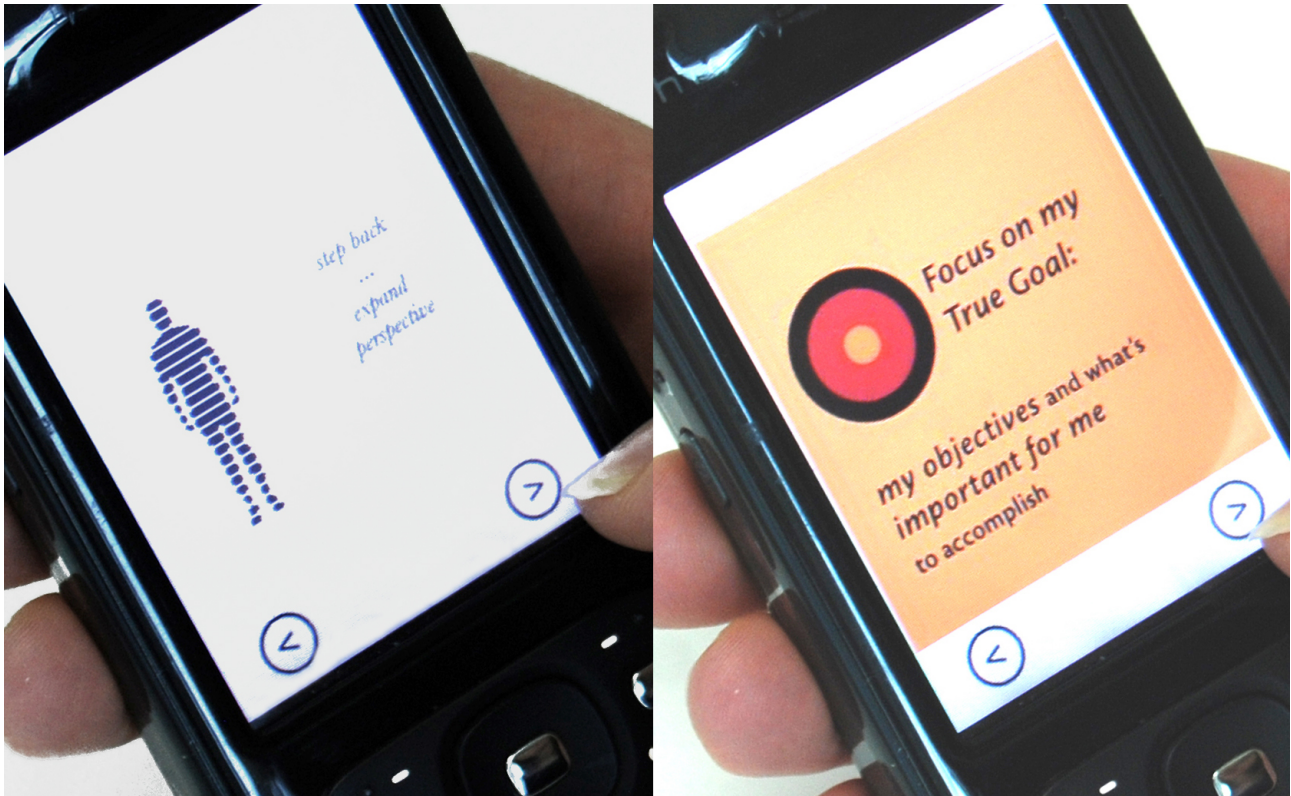 step back
...
expand
perspective
Focus on my
True Goal:
my objectives and what's
important for me
to accomplish